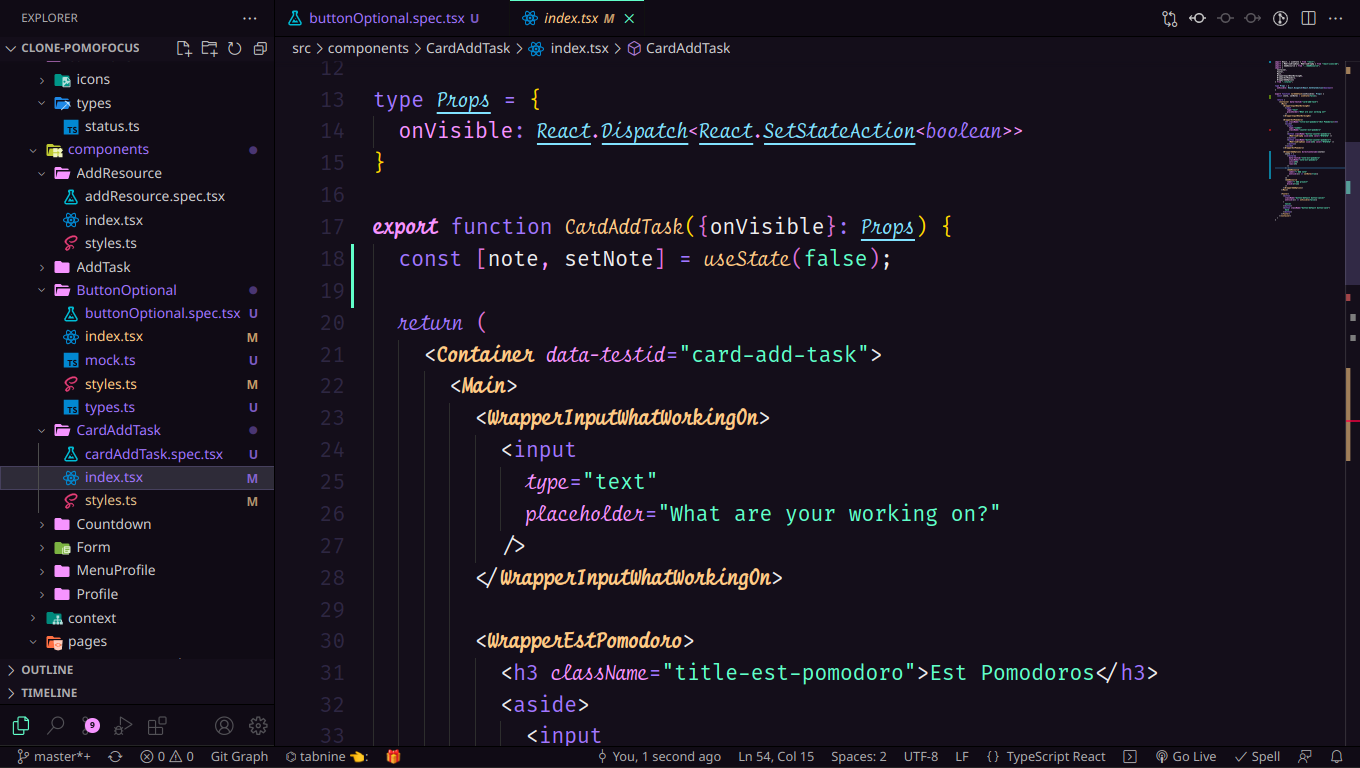 EXPLORER
CLONE-POMOFOCUS
icons
types
status.ts
components
AddResource
addResource.spec.tsx
index.tsx
styles.ts
AddTask
ButtonOptional
buttonOptional.spec.tsx U
index.tsx M
mock.ts U
styles.ts M
types.ts U
CardAddTask
cardAddTask.spec.tsx U
index.tsx M
styles.ts M
Countdown
Form
MenuProfile
Profile
context
pages
OUTLINE
TIMELINE
9
buttonOptional.spec.tsx U
index.tsx M
src > components > CardAddTask > index.tsx > CardAddTask
12
13 type Props = {
14 onVisible: React.Dispatch<React.SetStateAction<boolean>>
15 }
16
17 export function CardAddTask({onVisible}: Props) {
18 const [note, setNote] = useState(false);
19
20 return (
21 <Container data-testid="card-add-task">
22 <Main>
23 <WrapperInputWhatWorkingOn>
24 <input
25 type="text"
26 placeholder="What are your working on?"
27 />
28 </WrapperInputWhatWorkingOn>
29
30 <WrapperEstPomodoro>
31 <h3 className="title-est-pomodoro">Est Pomodoros</h3>
32 <aside>
33 <input
master*+ 0 0 Git Graph tabnine 👈: You, 1 second ago Ln 54, Col 15 Spaces: 2 UTF-8 LF {} TypeScript React Go Live Spell